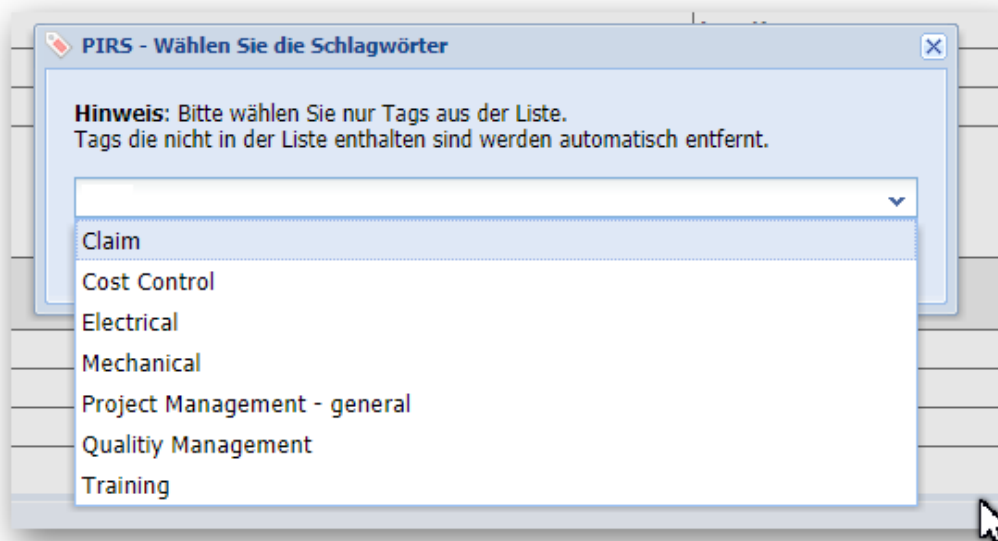 PIRS - Wählen Sie die Schlagwörter
Hinweis: Bitte wählen Sie nur Tags aus der Liste.
Tags die nicht in der Liste enthalten sind werden automatisch entfernt.
Claim
Cost Control
Electrical
Mechanical
Project Management - general
Qualitiy Management
Training